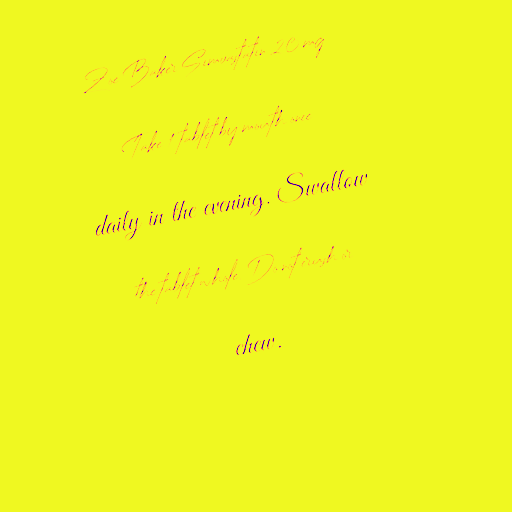 Zoe Baker: Simvastatin 20 mg
Take 1 tablet by mouth once
daily in the evening. Swallow
the tablet whole. Do not crush or
chew.